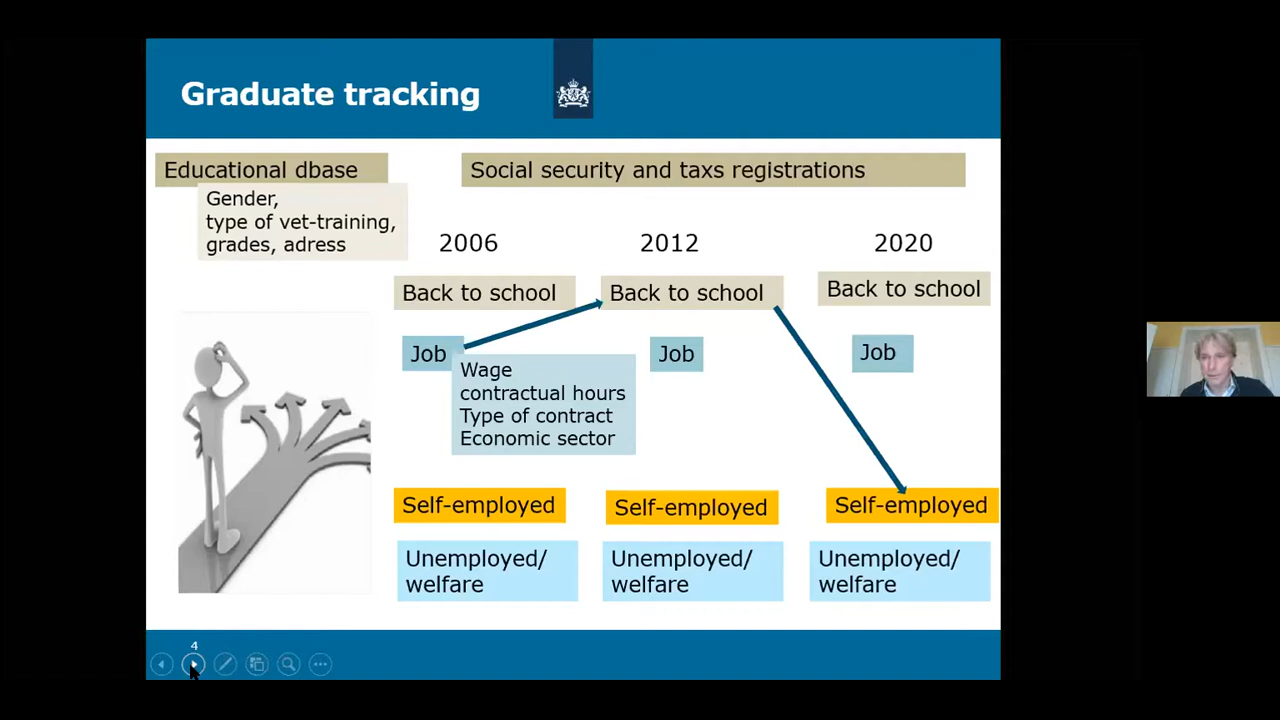 Graduate tracking
Educational dbase
Social security and taxs registrations
Gender,
type of vet-training,
grades, adress
2006
2012
2020
Back to school
Back to school
Back to school
Job
Job
Job
Wage
contractual hours
Type of contract
Economic sector
Self-employed
Self-employed
Self-employed
Unemployed/
welfare
Unemployed/
welfare
Unemployed/
welfare
4